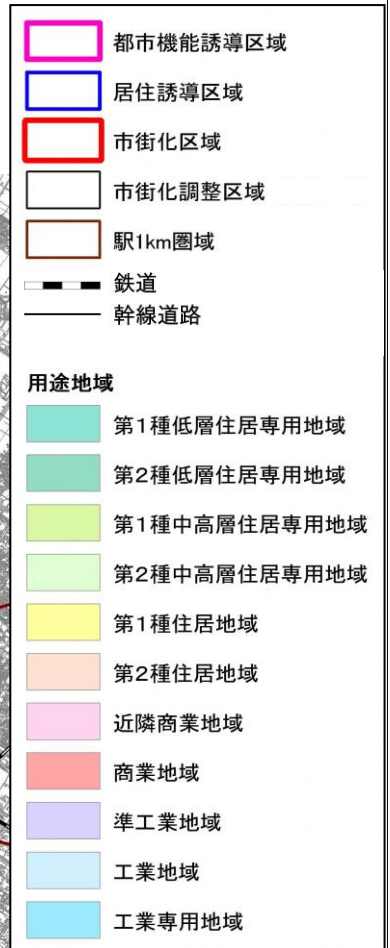 都市機能誘導区域
居住誘導区域
市街化区域
市街化調整区域
駅1km圏域
鉄道
幹線道路
用途地域
第1種低層住居専用地域
第2種低層住居専用地域
第1種中高層住居専用地域
第2種中高層住居専用地域
第1種住居地域
第2種住居地域
近隣商業地域
商業地域
準工業地域
工業地域
工業専用地域